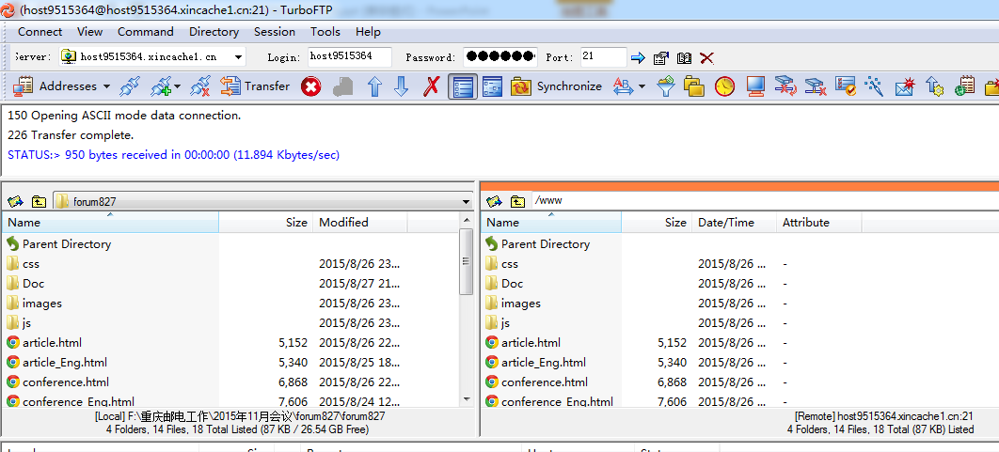 (host9515364@host9515364.xincache1.cn:21) - TurboFTP
Connect View Command Directory Session Tools Help
Server: host9515364.xincache1.cn Login: host9515364 Password: ●●●●●●● Port: 21
Addresses Transfer Synchronize
150 Opening ASCII mode data connection.
226 Transfer complete.
STATUS:> 950 bytes received in 00:00:00 (11.894 Kbytes/sec)
forum827
/www
Name Size Modified
Name Size Date/Time Attribute
Parent Directory
Parent Directory
css 2015/8/26 23...
css 2015/8/26 ... -
Doc 2015/8/27 21...
Doc 2015/8/26 ... -
images 2015/8/26 23...
images 2015/8/26 ... -
js 2015/8/26 23...
js 2015/8/26 ... -
article.html 5,152 2015/8/26 22...
article.html 5,152 2015/8/26 ... -
article_Eng.html 5,340 2015/8/25 18...
article_Eng.html 5,340 2015/8/26 ... -
conference.html 6,868 2015/8/26 22...
conference.html 6,868 2015/8/26 ... -
conference_Eng.html 7,606 2015/8/24 12...
conference_Eng.html 7,606 2015/8/26 ... -
[Local] F:\重庆邮电工作\2015年11月会议\forum827\forum827
4 Folders, 14 Files, 18 Total Listed (87 KB / 26.54 GB Free)
[Remote] host9515364.xincache1.cn:21
4 Folders, 14 Files, 18 Total (87 KB) Listed